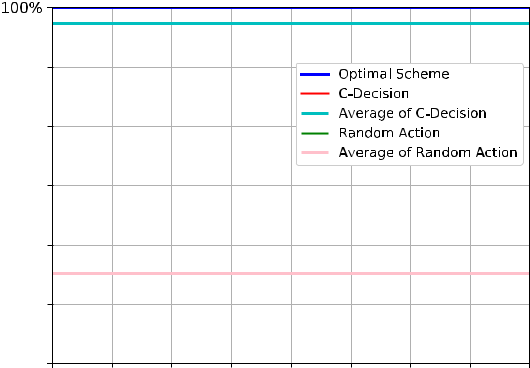 100%
Optimal Scheme
C-Decision
Average of C-Decision
Random Action
Average of Random Action